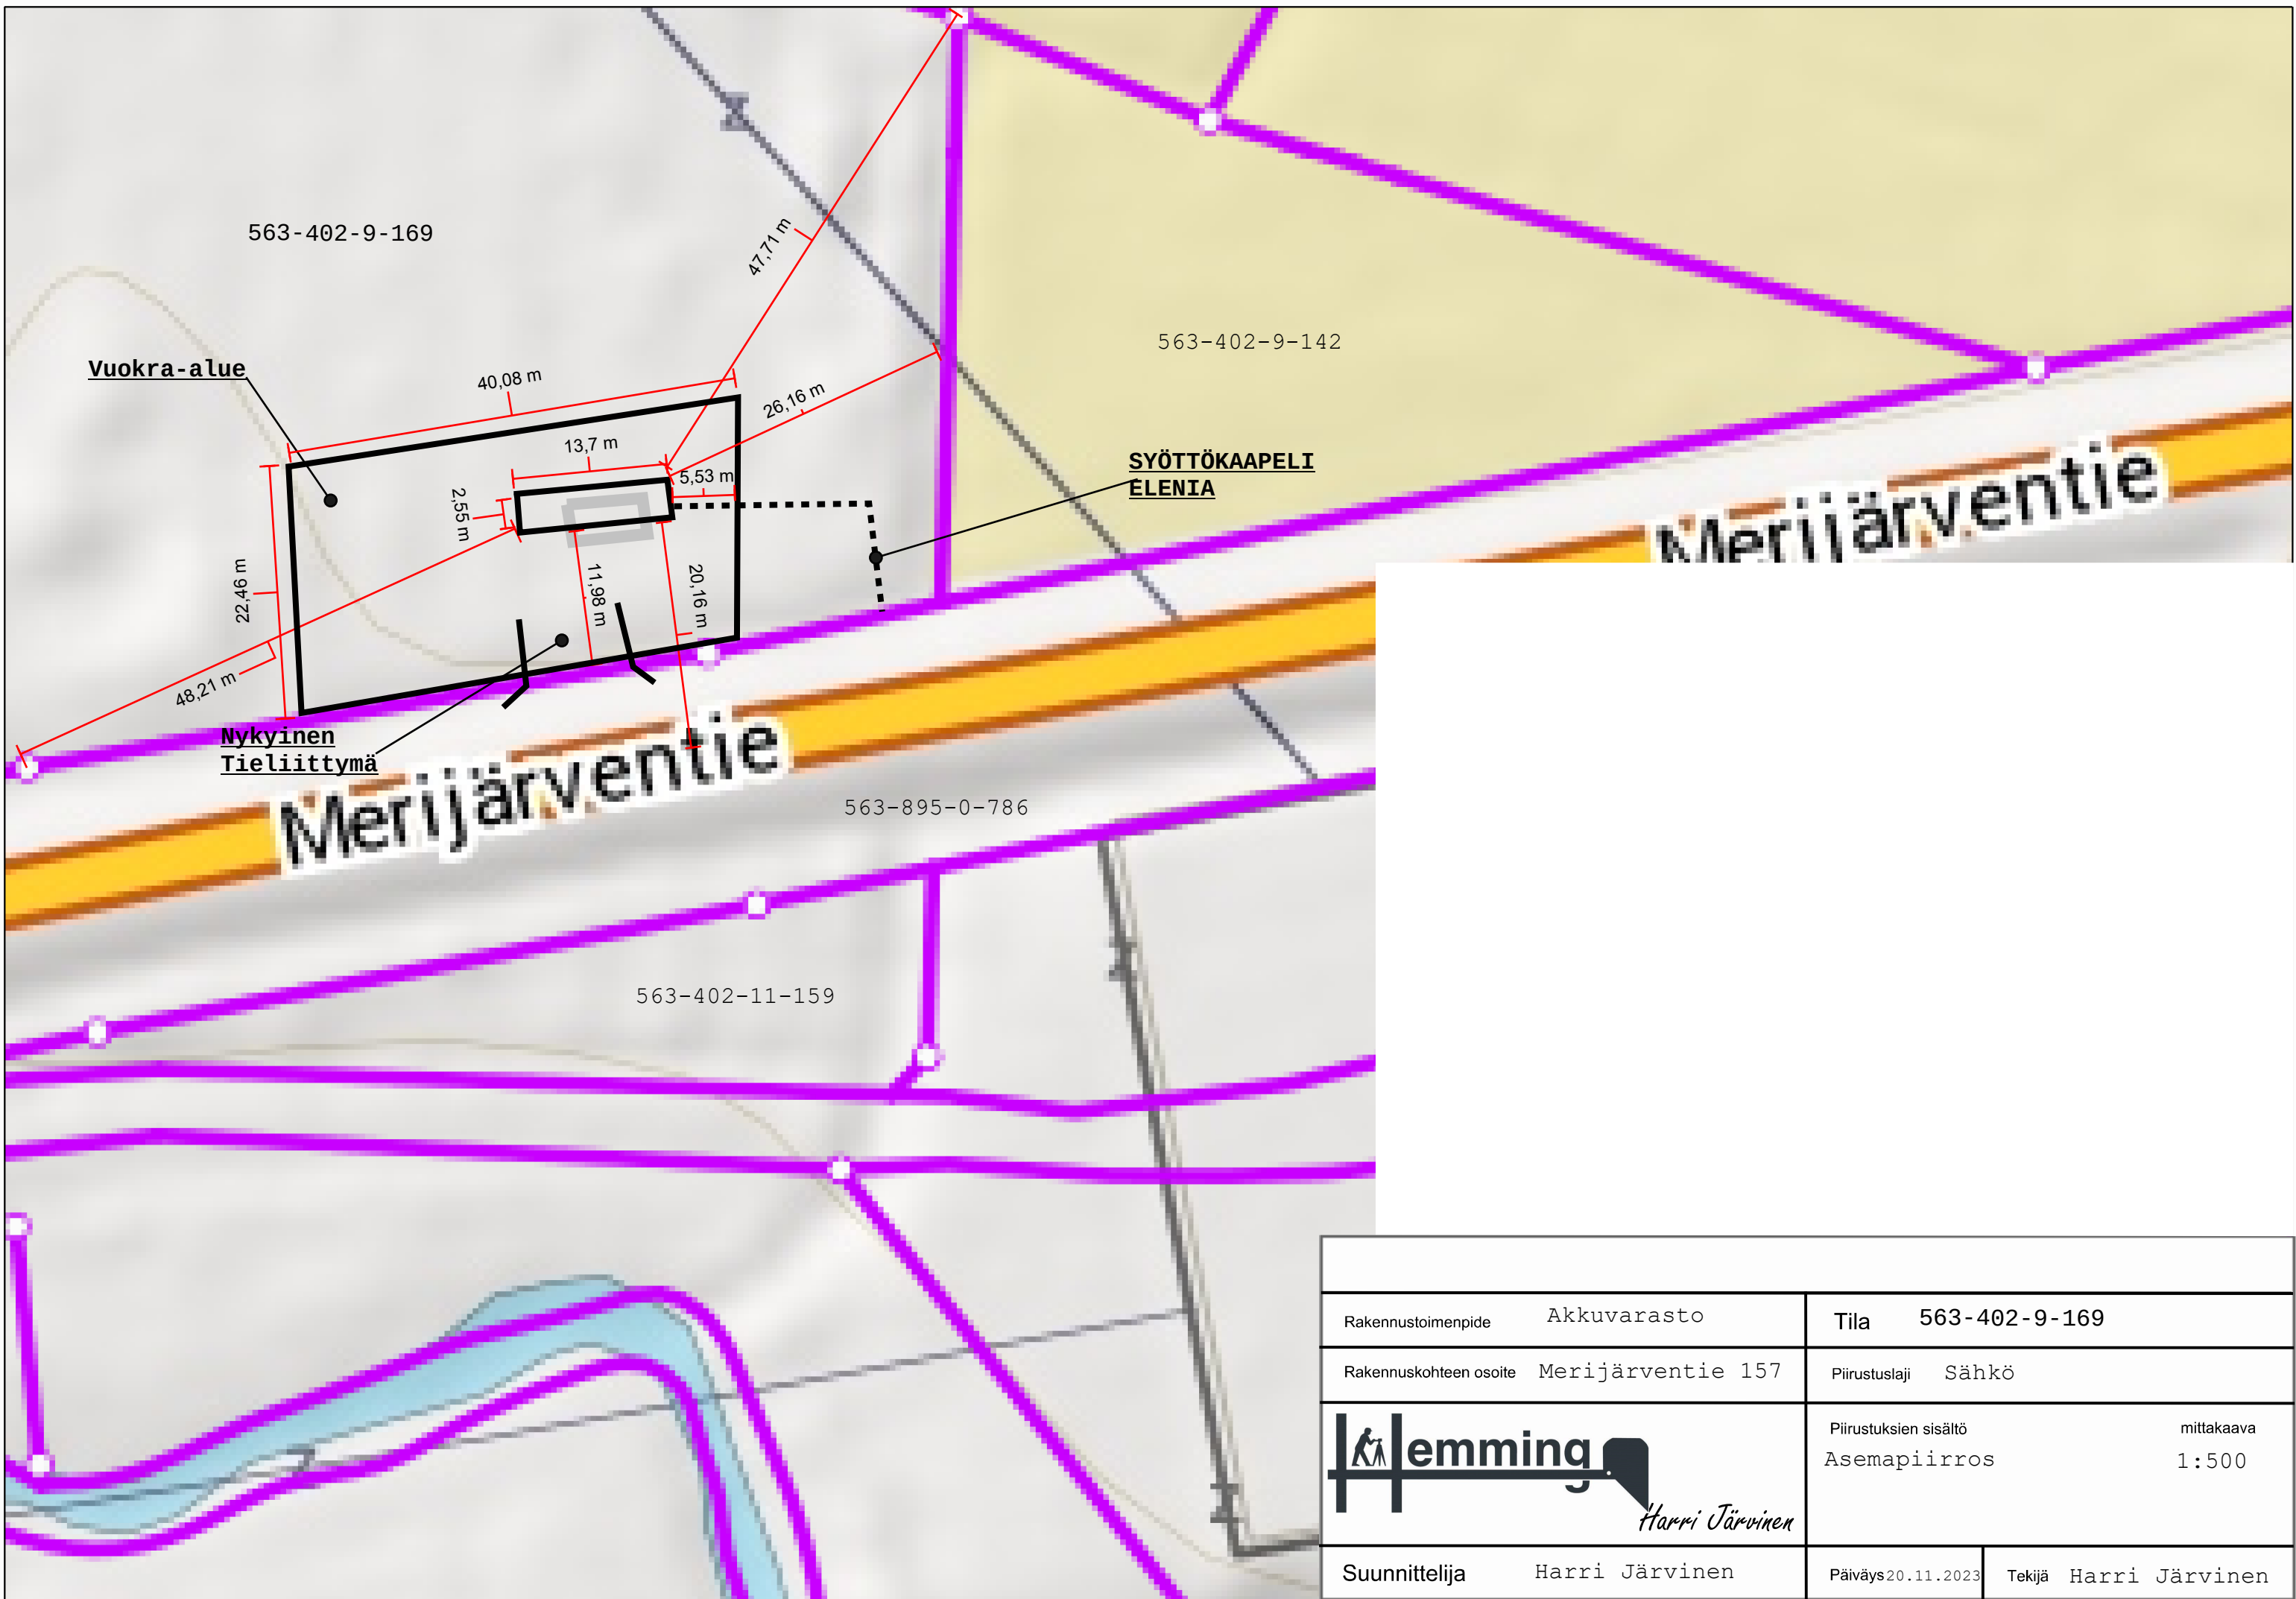 563-402-9-169
47,71 m
563-402-9-142
Vuokra-alue
40,08 m
26,16 m
13,7 m
5,53 m
2,55 m
SYÖTTÖKAAPELI
ELENIA
Merijärventie
22,46 m
11,98 m
20,16 m
48,21 m
Nykyinen
Tieliittymä
Merijärventie
563-895-0-786
563-402-11-159
Rakennustoimenpide Akkuvarasto
Tila 563-402-9-169
Rakennuskohteen osoite Merijärventie 157
Piirustuslaji Sähkö
Hemming
Harri Järvinen
Piirustuksien sisältö mittakaava
Asemapiirros 1:500
Suunnittelija Harri Järvinen
Päiväys 20.11.2023
Tekijä Harri Järvinen